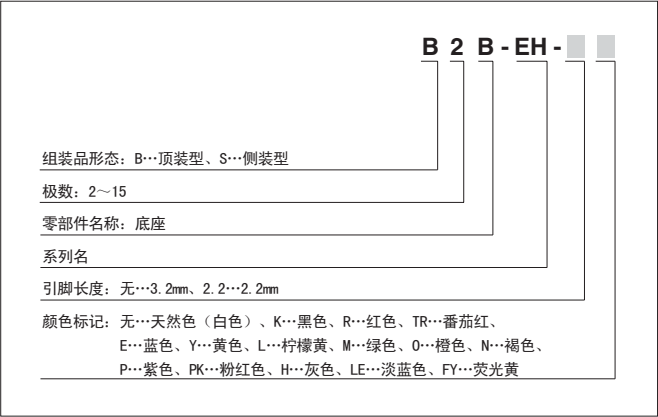 B 2 B - EH -
组装品形态：B…顶装型、S…侧装型
极数：2～15
零部件名称：底座
系列名
引脚长度：无…3.2mm、2.2…2.2mm
颜色标记：无…天然色（白色）、K…黑色、R…红色、TR…番茄红、
E…蓝色、Y…黄色、L…柠檬黄、M…绿色、O…橙色、N…褐色、
P…紫色、PK…粉红色、H…灰色、LE…淡蓝色、FY…荧光黄